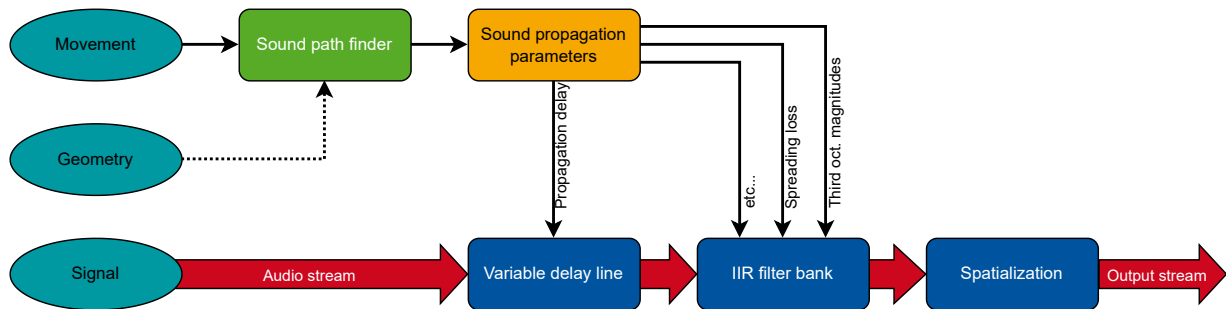 Movement
Sound path finder
Sound propagation
parameters
Geometry
Propagation delay
etc...
Spreading loss
Third oct. magnitudes
Signal
Audio stream
Variable delay line
IIR filter bank
Spatialization
Output stream